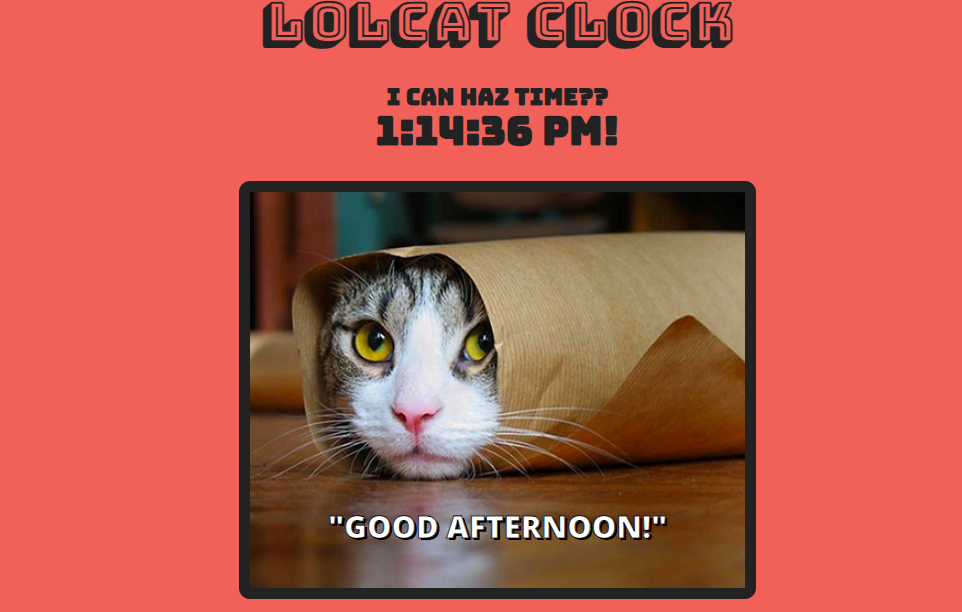 LOLCAT CLOCK
I CAN HAZ TIME??
1:14:36 PM!
"GOOD AFTERNOON!"